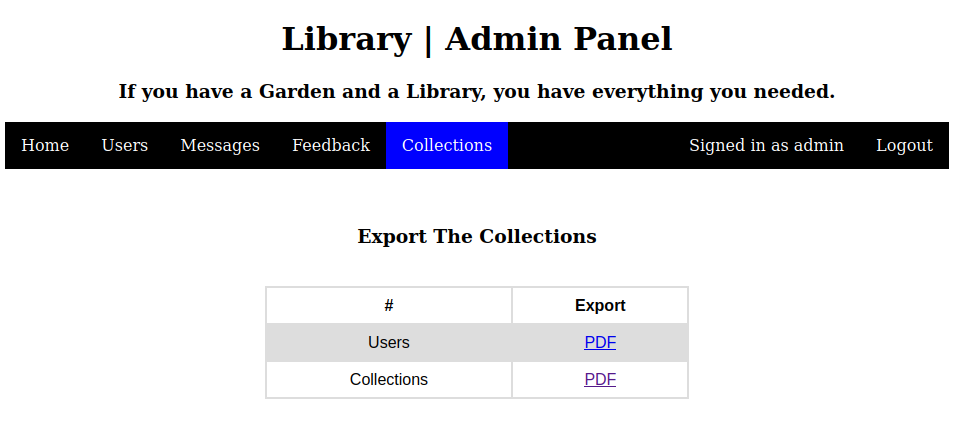 Library | Admin Panel
If you have a Garden and a Library, you have everything you needed.
Home Users Messages Feedback Collections Signed in as admin Logout
Export The Collections
# Export
Users PDF
Collections PDF